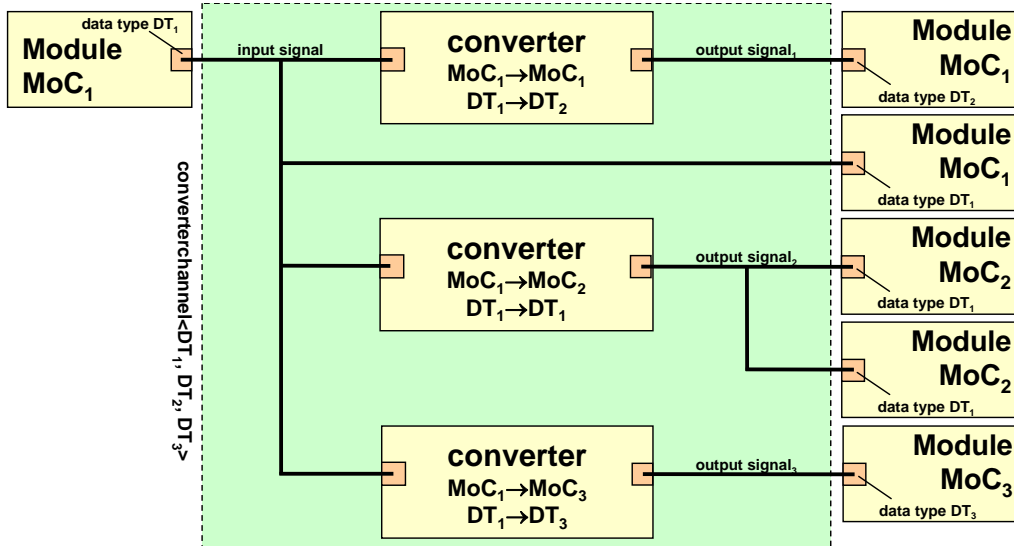 data type DT₁
Module
MoC₁
input signal
converter
MoC₁→MoC₁
DT₁→DT₂
output signal₁
Module
MoC₁
data type DT₂
Module
MoC₁
data type DT₁
converterchannel<DT₁, DT₂, DT₃>
converter
MoC₁→MoC₂
DT₁→DT₁
output signal₂
Module
MoC₂
data type DT₁
Module
MoC₂
data type DT₁
converter
MoC₁→MoC₃
DT₁→DT₃
output signal₃
Module
MoC₃
data type DT₃